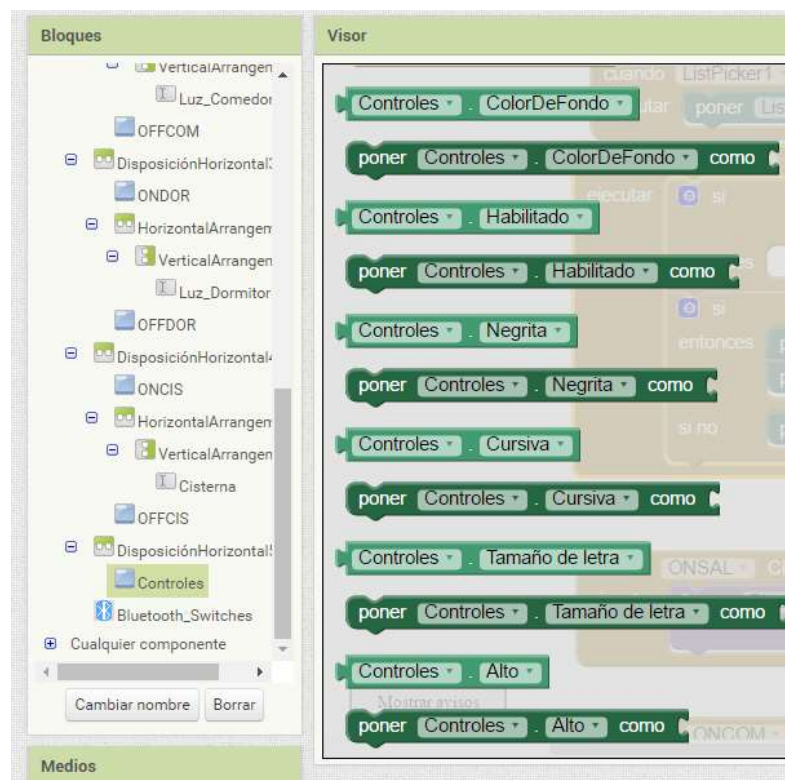 Bloques
VerticalArrangen
Luz_Comedor
OFFCOM
DisposiciónHorizontal3
ONDOR
HorizontalArrangem
VerticalArrangen
Luz_Dormitor
OFFDOR
DisposiciónHorizontal4
ONCIS
HorizontalArrangem
VerticalArrangen
Cisterna
OFFCIS
DisposiciónHorizontal5
Controles
Bluetooth_Switches
Cualquier componente
Cambiar nombre Borrar
Medios
Visor
cuando ListPicker1
Controles . ColorDeFondo
poner List
poner Controles . ColorDeFondo como
ejecutar si
Controles . Habilitado
poner Controles . Habilitado como
si
Controles . Negrita
entonces
poner Controles . Negrita como
si no
Controles . Cursiva
poner Controles . Cursiva como
Controles . Tamaño de letra
ONSAL
poner Controles . Tamaño de letra como
Controles . Alto
Mostrar avisos
poner Controles . Alto como
ONCOM